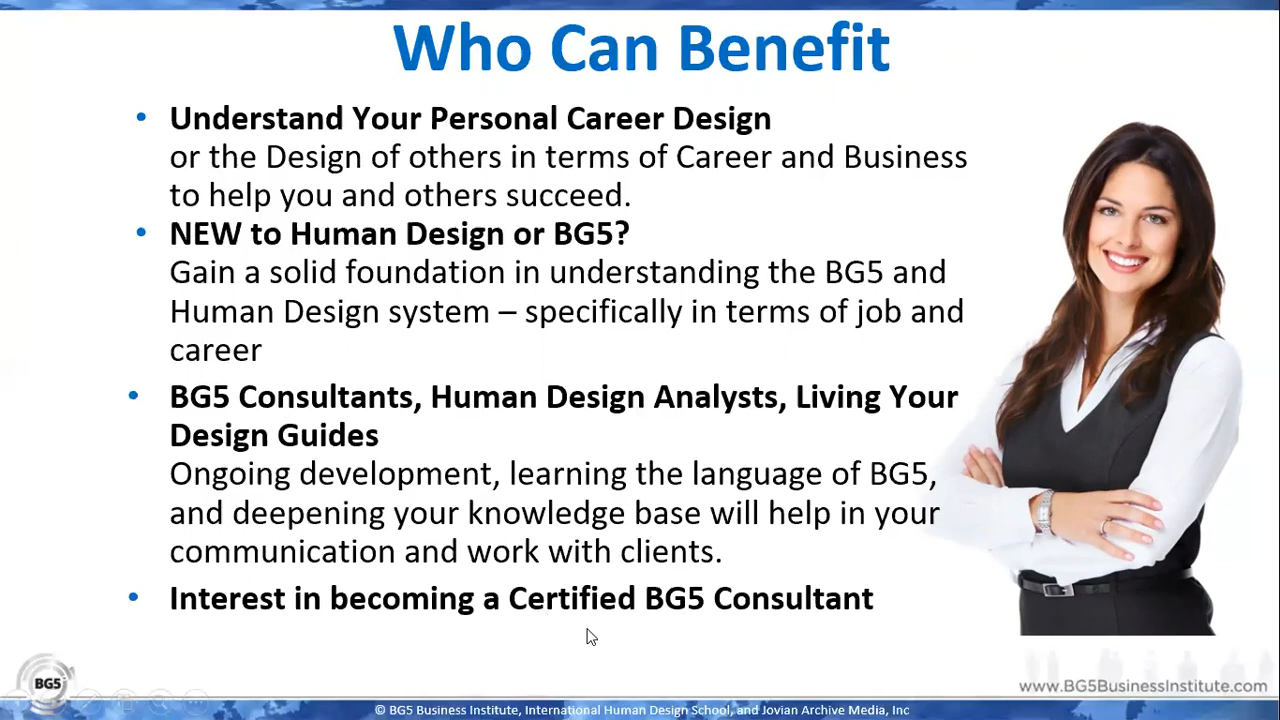 Who Can Benefit
• Understand Your Personal Career Design
or the Design of others in terms of Career and Business
to help you and others succeed.
• NEW to Human Design or BG5?
Gain a solid foundation in understanding the BG5 and
Human Design system – specifically in terms of job and
career
• BG5 Consultants, Human Design Analysts, Living Your
Design Guides
Ongoing development, learning the language of BG5,
and deepening your knowledge base will help in your
communication and work with clients.
• Interest in becoming a Certified BG5 Consultant
BG5
www.BG5BusinessInstitute.com
© BG5 Business Institute, International Human Design School, and Jovian Archive Media, Inc